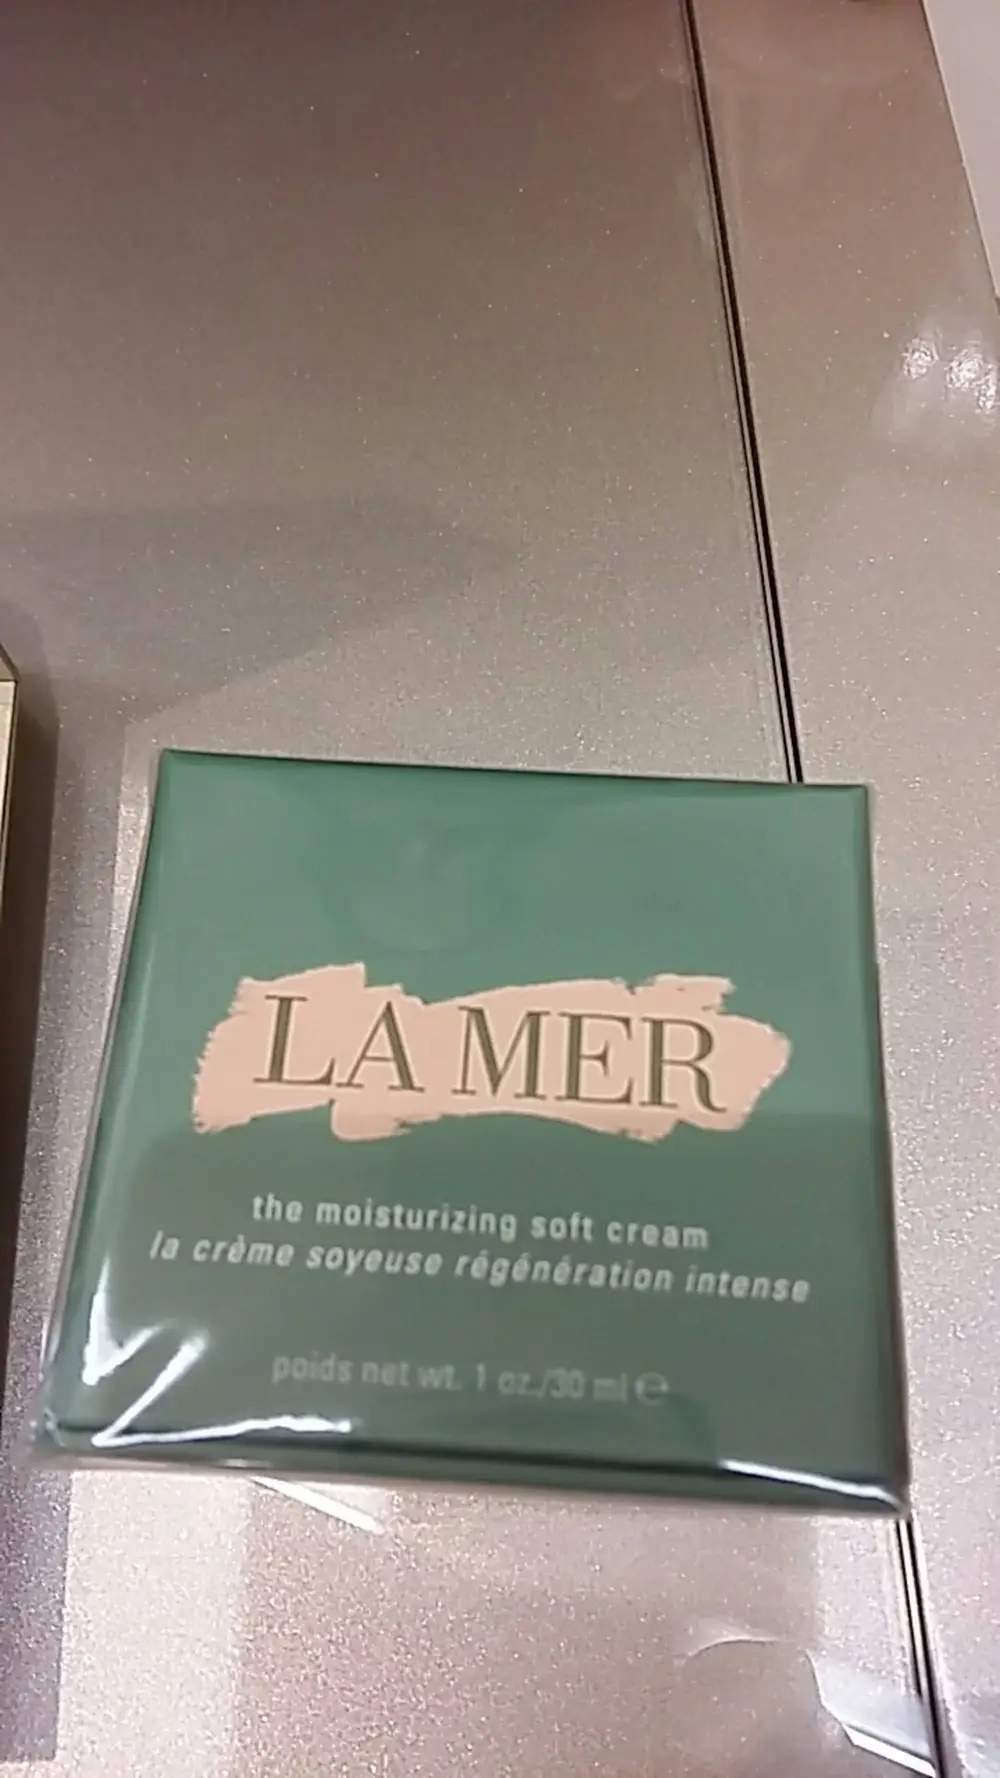 LA MER
the moisturizing soft cream
la crème soyeuse régénération intense
poids net wt. 1 oz./30 ml ℮